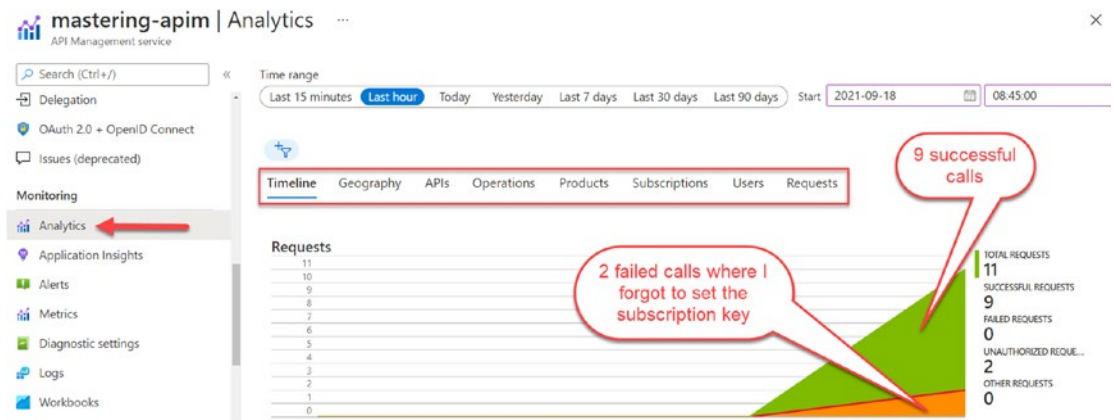 mastering-apim | Analytics ...
API Management service
Search (Ctrl+/)
«
Delegation
OAuth 2.0 + OpenID Connect
Issues (deprecated)
Monitoring
Analytics
Application Insights
Alerts
Metrics
Diagnostic settings
Logs
Workbooks
Time range
Last 15 minutes Last hour Today Yesterday Last 7 days Last 30 days Last 90 days Start 2021-09-18 08:45:00
Timeline Geography APIs Operations Products Subscriptions Users Requests
9 successful
calls
Requests
2 failed calls where I
forgot to set the
subscription key
11
10
9
8
7
6
5
4
3
2
1
0
TOTAL REQUESTS
11
SUCCESSFUL REQUESTS
9
FAILED REQUESTS
0
UNAUTHORIZED REQUE...
2
OTHER REQUESTS
0